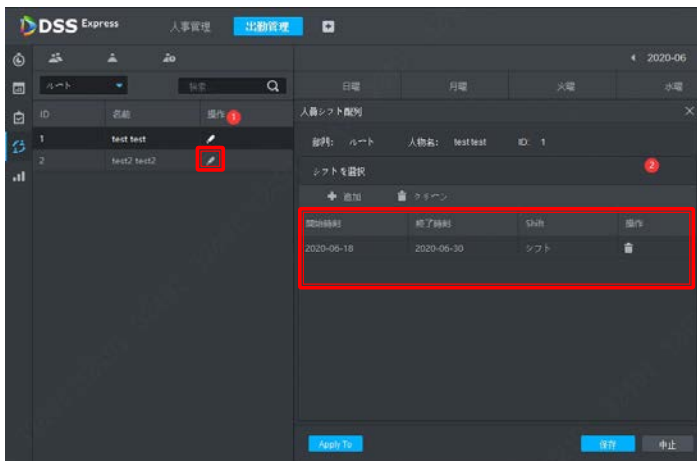 DSS Express 人事管理 出勤管理
2020-06
ルート 検索
日曜 月曜 火曜 水曜
ID 名前 操作 1
人員シフト配列
1 test test
部門: ルート 人物名: test test ID: 1
2 test2 test2
シフトを選択 2
追加 クリーン
開始時刻 終了時刻 Shift 操作
2020-06-18 2020-06-30 シフト
Apply To 保存 中止